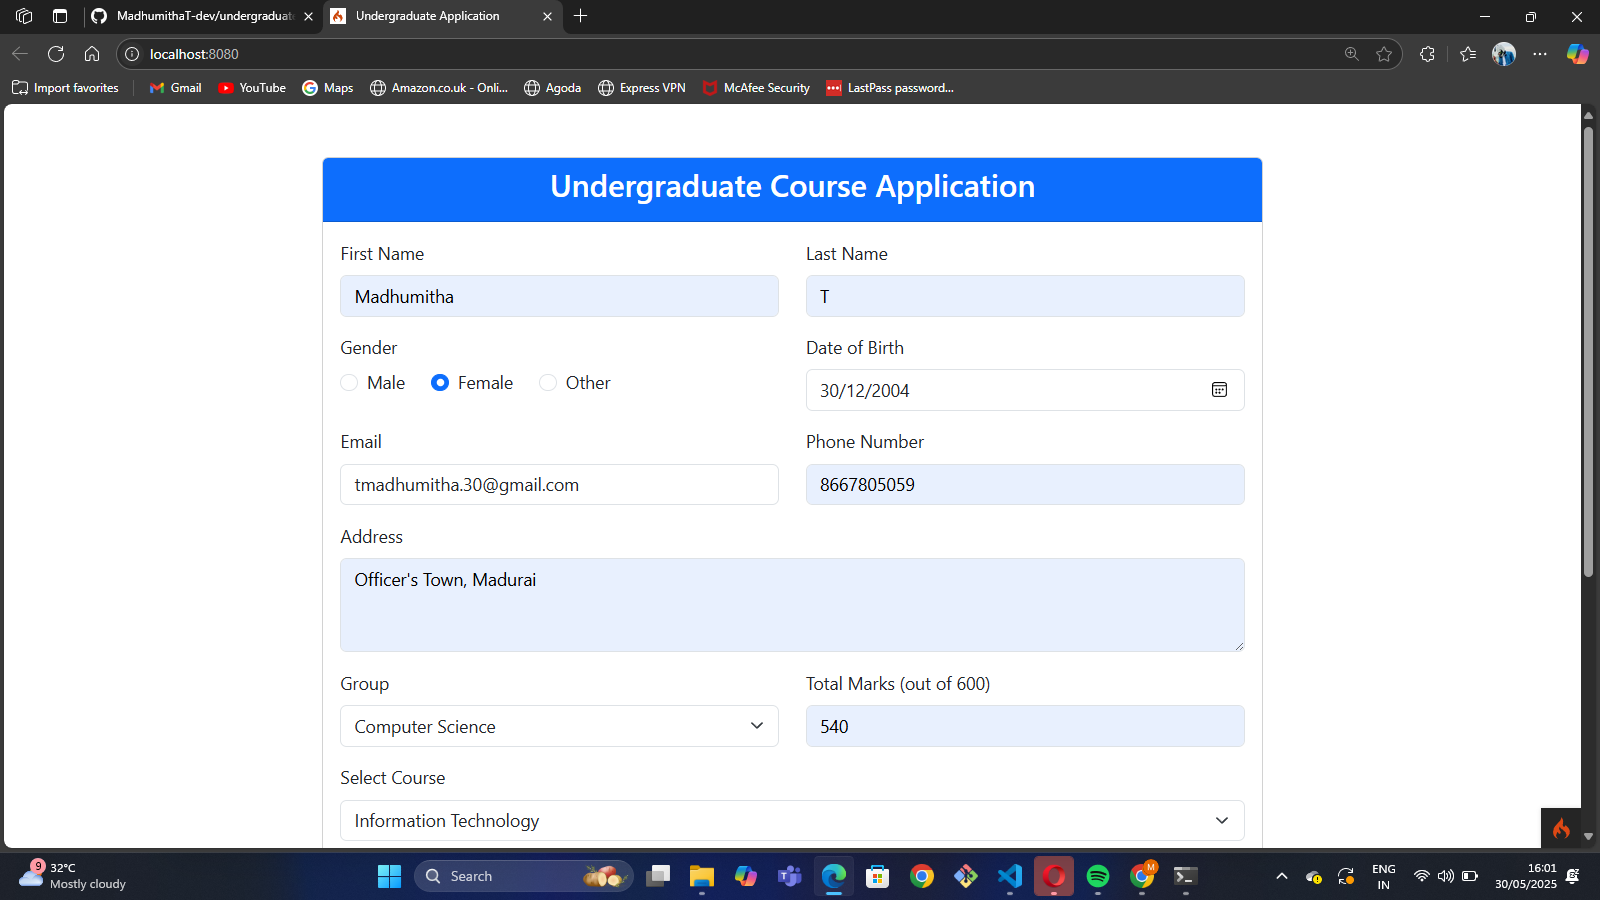 MadhumithaT-dev/undergraduate
Undergraduate Application
localhost:8080
Import favorites
Gmail
YouTube
Maps
Amazon.co.uk - Onli...
Agoda
Express VPN
McAfee Security
LastPass password...
Undergraduate Course Application
First Name
Last Name
Madhumitha
T
Gender
Date of Birth
Male Female Other
30/12/2004
Email
Phone Number
tmadhumitha.30@gmail.com
8667805059
Address
Officer's Town, Madurai
Group
Total Marks (out of 600)
Computer Science
540
Select Course
Information Technology
9
32°C
Mostly cloudy
Search
M
ENG
IN
16:01
30/05/2025